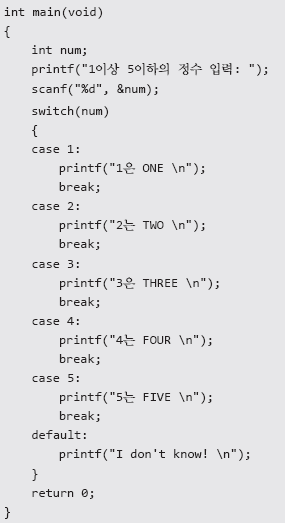 int main(void)
{
    int num;
    printf("1이상 5이하의 정수 입력: ");
    scanf("%d", &num);
    switch(num)
    {
    case 1:
        printf("1은 ONE \n");
        break;
    case 2:
        printf("2는 TWO \n");
        break;
    case 3:
        printf("3은 THREE \n");
        break;
    case 4:
        printf("4는 FOUR \n");
        break;
    case 5:
        printf("5는 FIVE \n");
        break;
    default:
        printf("I don't know! \n");
    }
    return 0;
}